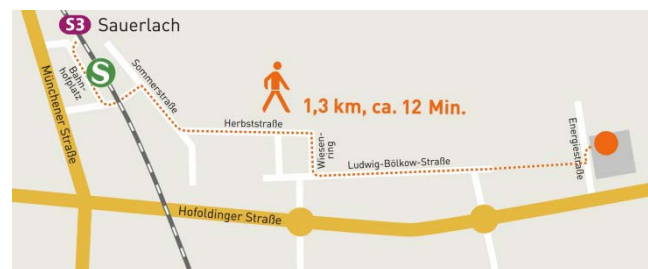 S3 Sauerlach
S
Bahn-
hofplatz
Sommerstraße
Münchener Straße
1,3 km, ca. 12 Min.
Herbststraße
Wiesen-
ring
Ludwig-Bölkow-Straße
Energiestraße
Hofoldinger Straße